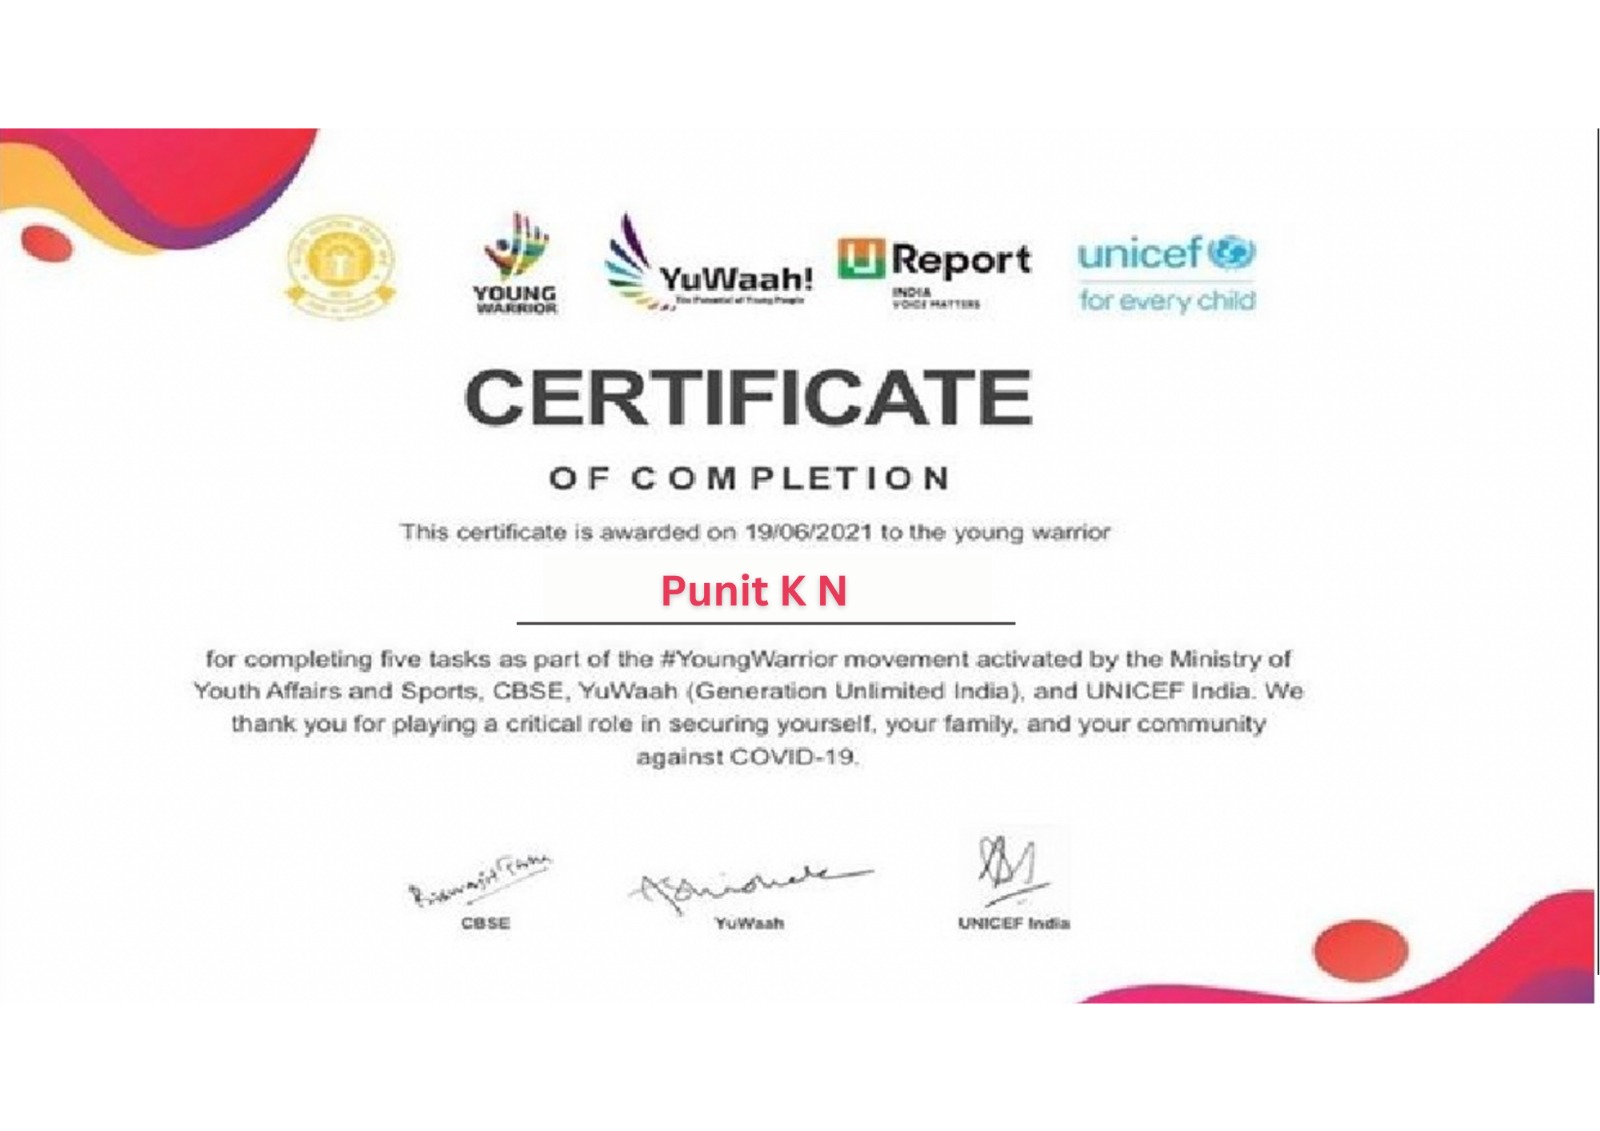 YOUNG
WARRIOR
YuWaah!
The Potential of Young People
U Report
INDIA
VOICE MATTERS
unicef
for every child
CERTIFICATE
OF COMPLETION
This certificate is awarded on 19/06/2021 to the young warrior
Punit K N
for completing five tasks as part of the #YoungWarrior movement activated by the Ministry of
Youth Affairs and Sports, CBSE, YuWaah (Generation Unlimited India), and UNICEF India. We
thank you for playing a critical role in securing yourself, your family, and your community
against COVID-19.
CBSE
YuWaah
UNICEF India